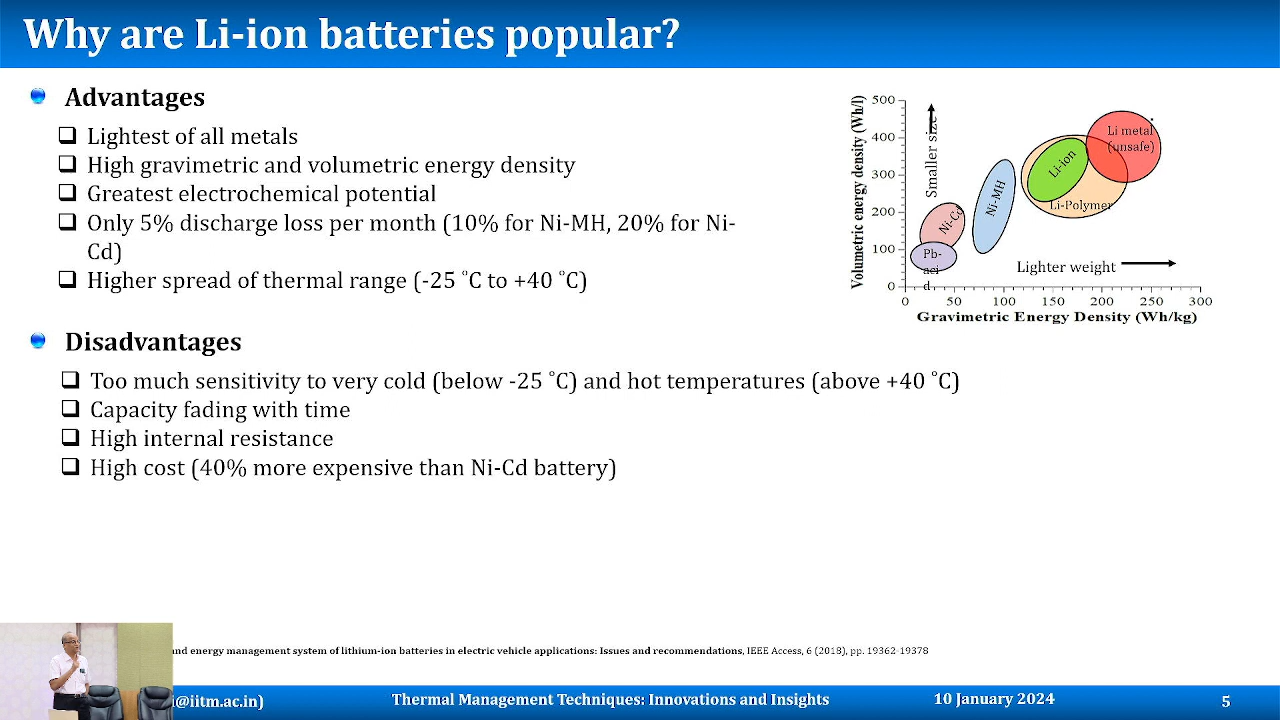 Why are Li-ion batteries popular?
Advantages
Lightest of all metals
High gravimetric and volumetric energy density
Greatest electrochemical potential
Only 5% discharge loss per month (10% for Ni-MH, 20% for Ni-
Cd)
Higher spread of thermal range (-25 °C to +40 °C)
Volumetric energy density (Wh/l)
500
400
300
200
100
0
Smaller size
Pb-
aci
d
Ni-Cd
Ni-MH
Li-ion
Li-Polymer
Li metal
(unsafe)
Lighter weight
0 50 100 150 200 250 300
Gravimetric Energy Density (Wh/kg)
Disadvantages
Too much sensitivity to very cold (below -25 °C) and hot temperatures (above +40 °C)
Capacity fading with time
High internal resistance
High cost (40% more expensive than Ni-Cd battery)
and energy management system of lithium-ion batteries in electric vehicle applications: Issues and recommendations, IEEE Access, 6 (2018), pp. 19362-19378
i@iitm.ac.in)
Thermal Management Techniques: Innovations and Insights
10 January 2024
5